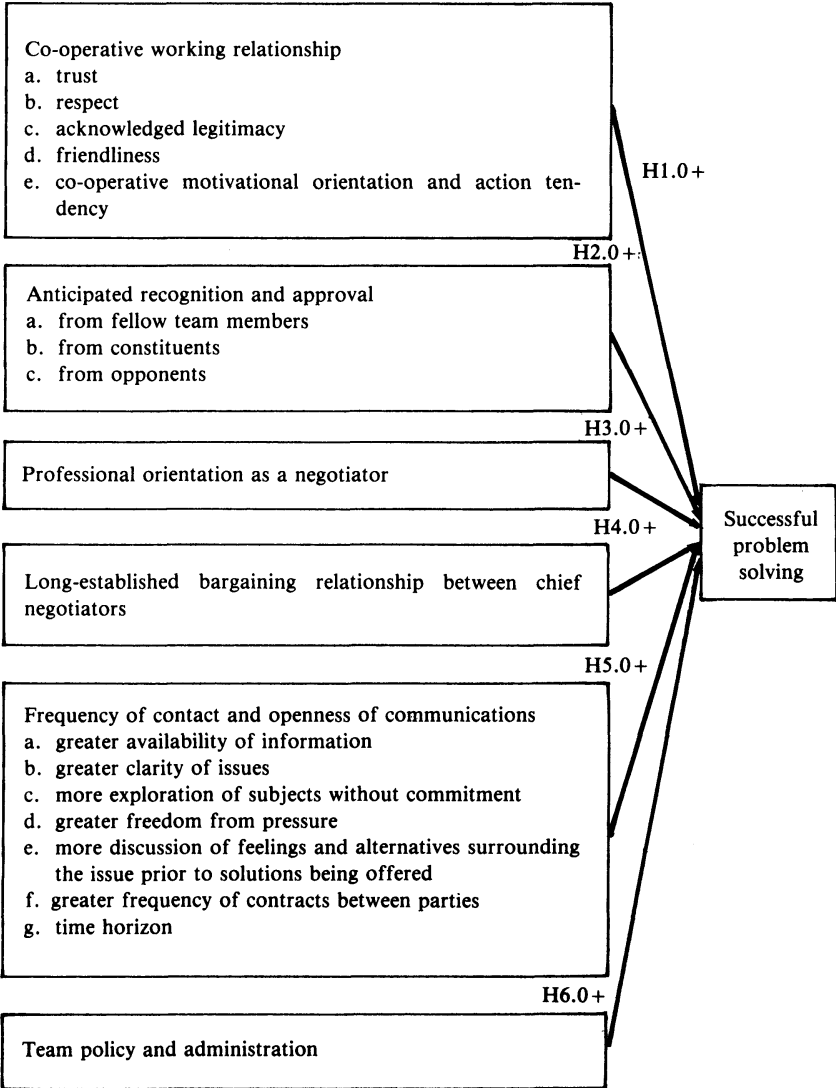 Co-operative working relationship
a. trust
b. respect
c. acknowledged legitimacy
d. friendliness
e. co-operative motivational orientation and action ten-
dency
H1.0+
H2.0+
Anticipated recognition and approval
a. from fellow team members
b. from constituents
c. from opponents
H3.0+
Professional orientation as a negotiator
H4.0+
Successful
problem
solving
Long-established bargaining relationship between chief
negotiators
H5.0+
Frequency of contact and openness of communications
a. greater availability of information
b. greater clarity of issues
c. more exploration of subjects without commitment
d. greater freedom from pressure
e. more discussion of feelings and alternatives surrounding
the issue prior to solutions being offered
f. greater frequency of contracts between parties
g. time horizon
H6.0+
Team policy and administration